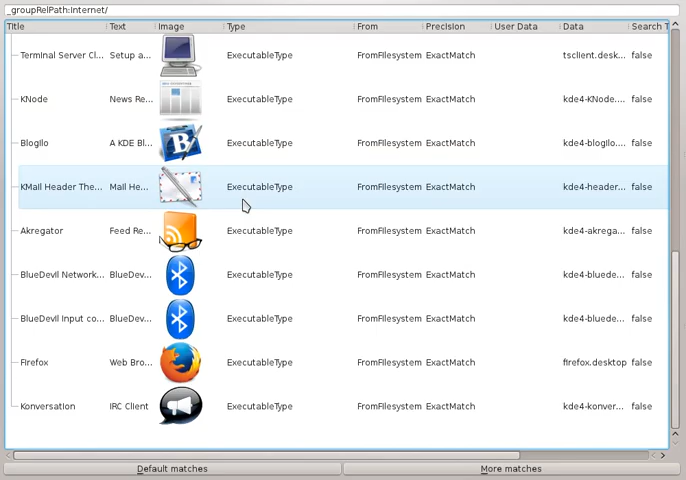 _groupRelPath:Internet/
Title Text Image Type From Precision User Data Data Search T
Terminal Server Cl... Setup a... ExecutableType FromFilesystem ExactMatch tsclient.desk... false
KNode News Re... ExecutableType FromFilesystem ExactMatch kde4-KNode.... false
Blogilo A KDE Bl... ExecutableType FromFilesystem ExactMatch kde4-blogilo.... false
KMail Header The... Mail He... ExecutableType FromFilesystem ExactMatch kde4-header... false
Akregator Feed Re... ExecutableType FromFilesystem ExactMatch kde4-akrega... false
BlueDevil Network... BlueDev... ExecutableType FromFilesystem ExactMatch kde4-bluede... false
BlueDevil Input co... BlueDev... ExecutableType FromFilesystem ExactMatch kde4-bluede... false
Firefox Web Bro... ExecutableType FromFilesystem ExactMatch firefox.desktop false
Konversation IRC Client ExecutableType FromFilesystem ExactMatch kde4-konver... false
Default matches More matches